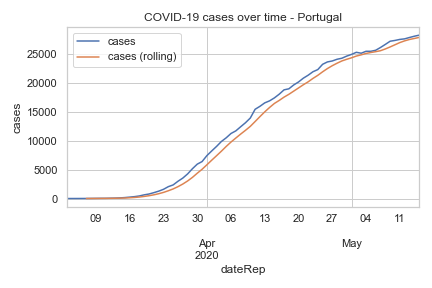 COVID-19 cases over time - Portugal
cases
cases (rolling)
25000
20000
15000
10000
5000
0
cases
09 16 23 30 06 13 20 27 04 11
Apr May
2020
dateRep